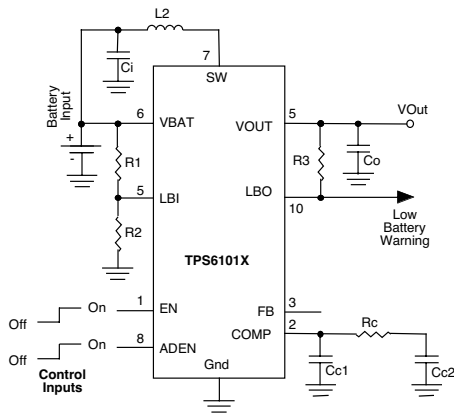 L2
Ci
7
SW
Battery
Input
+
-
6
VBAT
5
VOUT
VOut
R1
R3
Co
5
LBI
LBO
10
R2
Low
Battery
Warning
TPS6101X
Off
On
1
EN
FB
3
COMP
2
Rc
Off
On
8
ADEN
Control
Inputs
Gnd
Cc1
Cc2